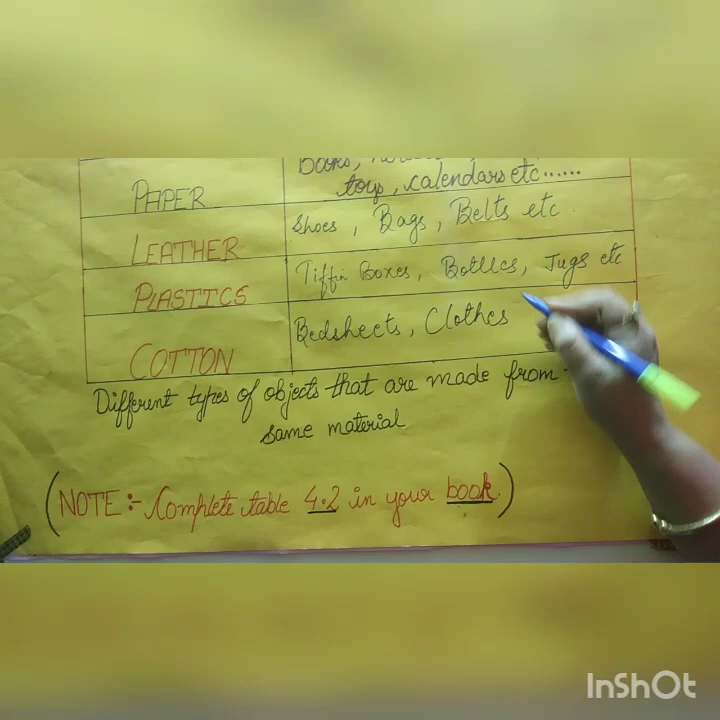 Books,
toys, calendars etc......
PAPER
Shoes, Bags, Belts etc.
LEATHER
Tiffin Boxes, Bottles, Jugs etc
PLASTICS
Bedsheets, Clothes
COTTON
Different types of objects that are made from
same material
(NOTE:- Complete table 4.2 in your book.)
InShOt